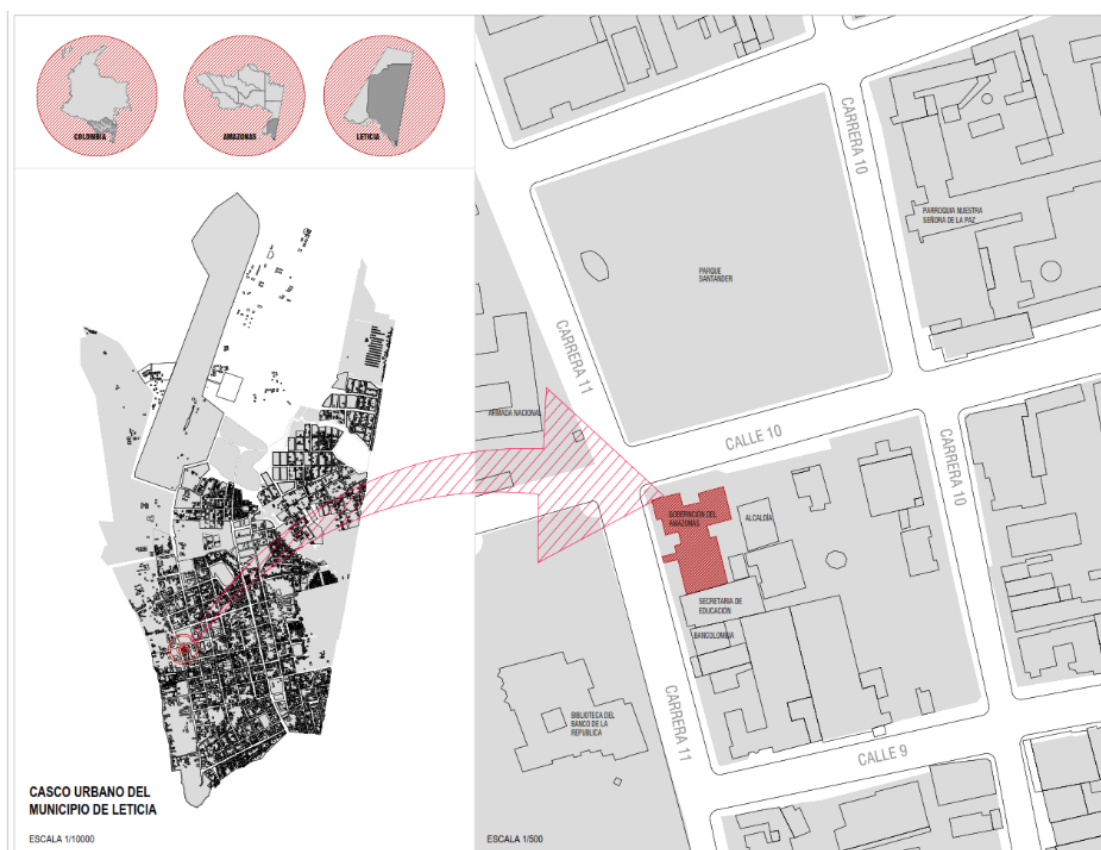 COLOMBIA
AMAZONAS
LETICIA
CASCO URBANO DEL
MUNICIPIO DE LETICIA
ESCALA 1/10000
CARRERA 10
PARROQUIA NUESTRA
SEÑORA DE LA PAZ
PARQUE
SANTANDER
CARRERA 11
ARMADA NACIONAL
CALLE 10
CARRERA 10
GOBERNACIÓN DEL
AMAZONAS
ALCALDÍA
SECRETARIA DE
EDUCACIÓN
BANCOLOMBIA
CARRERA 11
BIBLIOTECA DEL
BANCO DE LA
REPUBLICA
CALLE 9
ESCALA 1/500